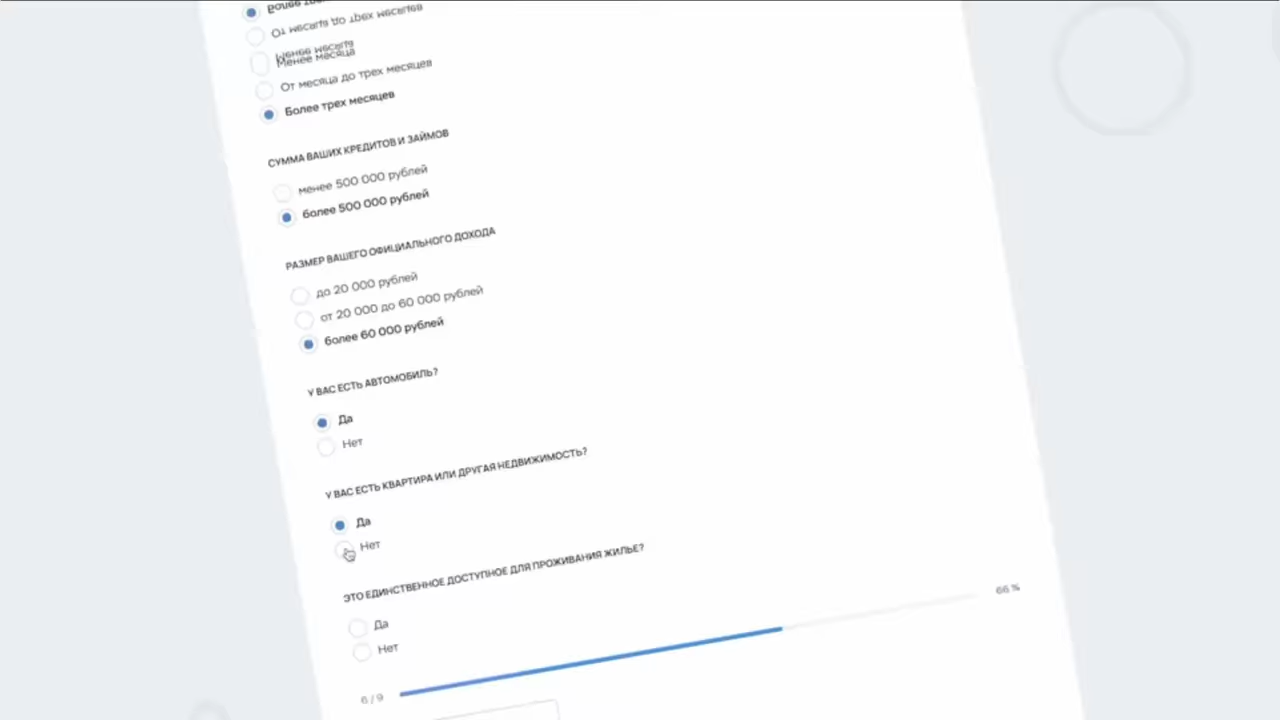 От месяца до трех месяцев
Менее месяца
Менее месяца
От месяца до трех месяцев
Более трех месяцев
СУММА ВАШИХ КРЕДИТОВ И ЗАЙМОВ
менее 500 000 рублей
более 500 000 рублей
РАЗМЕР ВАШЕГО ОФИЦИАЛЬНОГО ДОХОДА
до 20 000 рублей
от 20 000 до 60 000 рублей
более 60 000 рублей
У ВАС ЕСТЬ АВТОМОБИЛЬ?
Да
Нет
У ВАС ЕСТЬ КВАРТИРА ИЛИ ДРУГАЯ НЕДВИЖИМОСТЬ?
Да
Нет
ЭТО ЕДИНСТВЕННОЕ ДОСТУПНОЕ ДЛЯ ПРОЖИВАНИЯ ЖИЛЬЕ?
Да
Нет
66 %
6 / 9